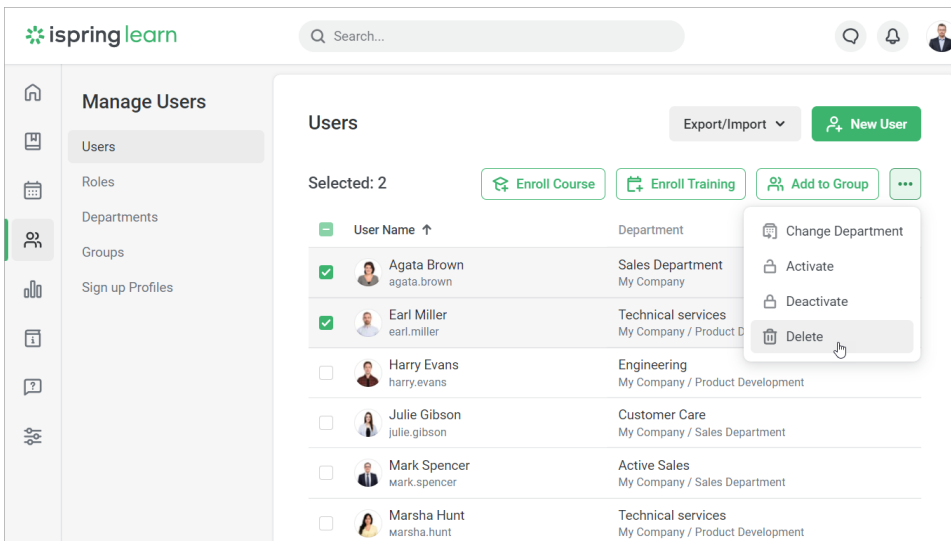 ispring learn
Search...
Manage Users
Users
Roles
Departments
Groups
Sign up Profiles
Users
Export/Import
New User
Selected: 2
Enroll Course
Enroll Training
Add to Group
User Name
Department
Agata Brown
agata.brown
Sales Department
My Company
Earl Miller
earl.miller
Technical services
My Company / Product D
Harry Evans
harry.evans
Engineering
My Company / Product Development
Julie Gibson
julie.gibson
Customer Care
My Company / Sales Department
Mark Spencer
мark.spencer
Active Sales
My Company / Sales Department
Marsha Hunt
мarsha.hunt
Technical services
My Company / Product Development
Change Department
Activate
Deactivate
Delete